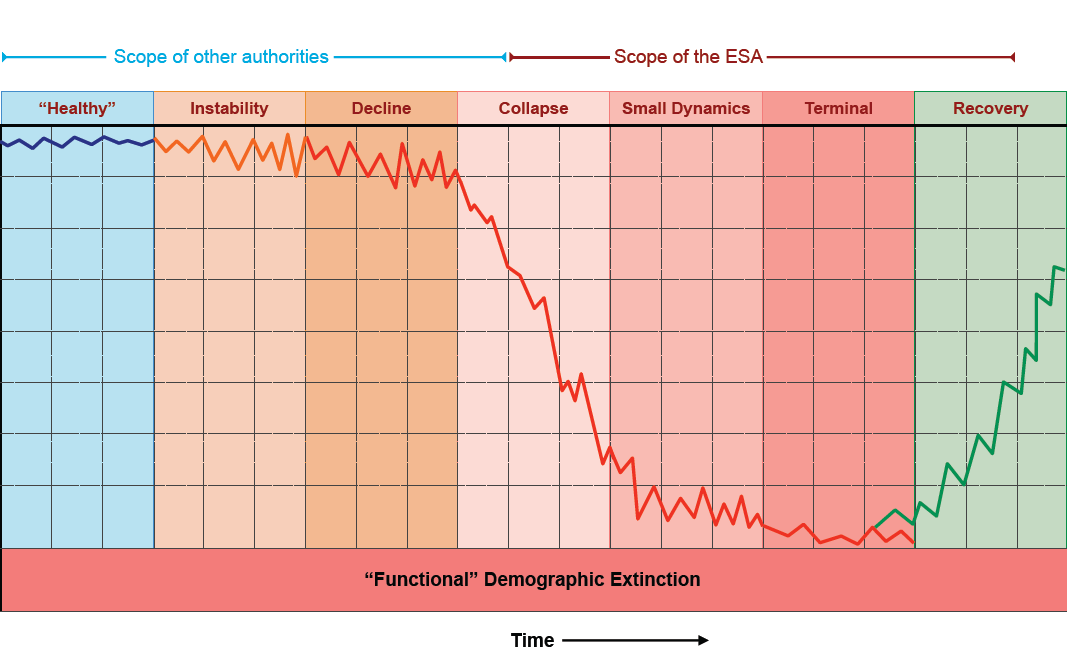 Scope of other authorities
Scope of the ESA
“Healthy”
Instability
Decline
Collapse
Small Dynamics
Terminal
Recovery
“Functional” Demographic Extinction
Time